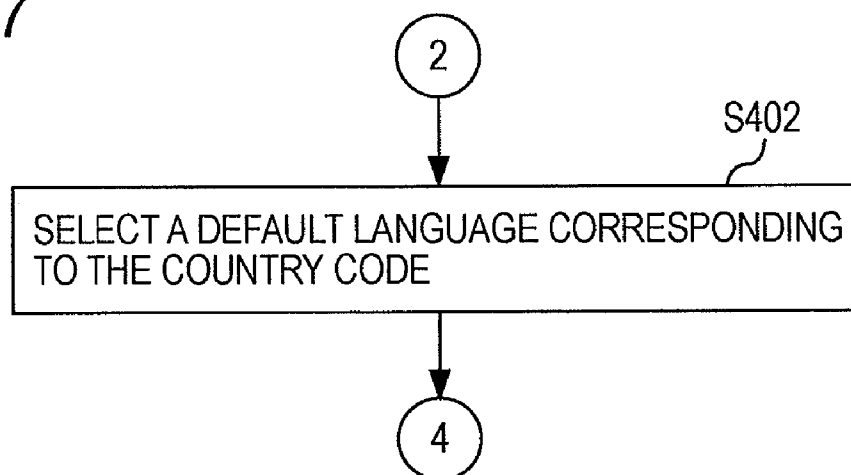 2
S402
SELECT A DEFAULT LANGUAGE CORRESPONDING
TO THE COUNTRY CODE
4